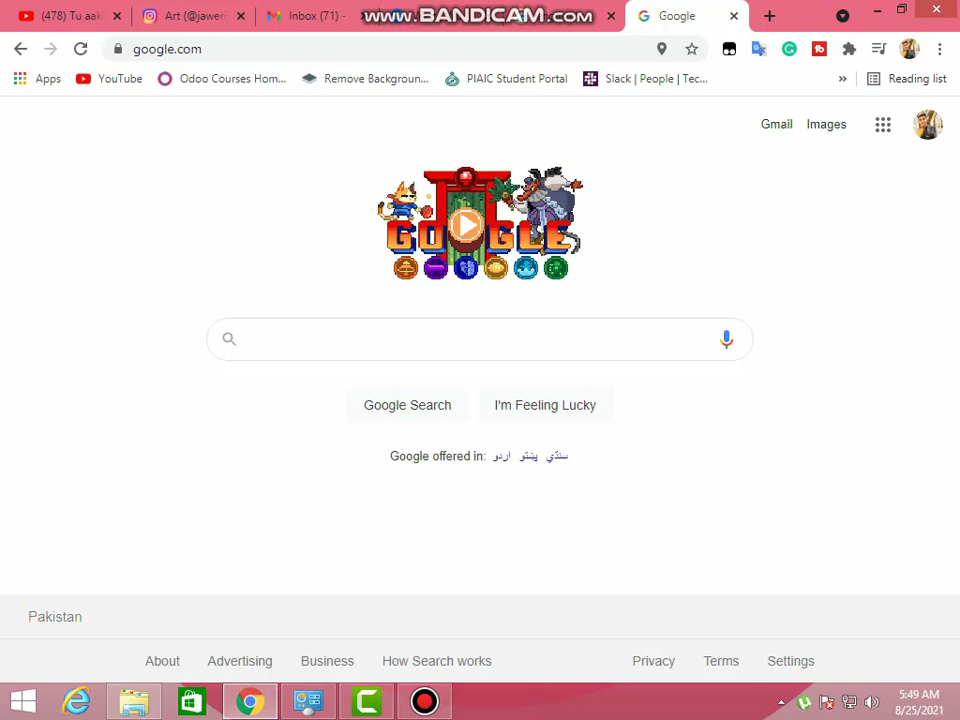 (478) Tu aak
Art (@jaweri
Inbox (71) -
WWW.BANDICAM.COM
Google
google.com
Apps
YouTube
Odoo Courses Hom...
Remove Backgroun...
PIAIC Student Portal
Slack | People | Tec...
»
Reading list
Gmail
Images
GOOGLE
Google Search
I'm Feeling Lucky
Google offered in: اردو پښتو سنڌي
Pakistan
About
Advertising
Business
How Search works
Privacy
Terms
Settings
5:49 AM
8/25/2021